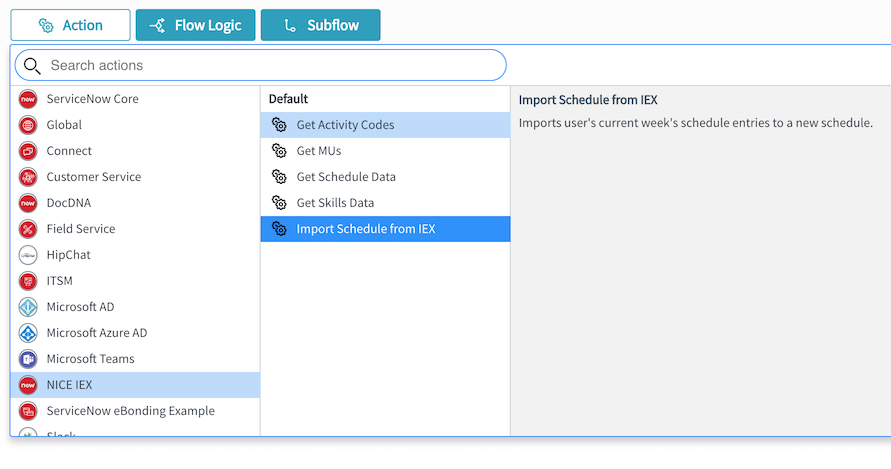 Action
Flow Logic
Subflow
Search actions
now ServiceNow Core
Global
Connect
Customer Service
now DocDNA
Field Service
HipChat
ITSM
Microsoft AD
Microsoft Azure AD
Microsoft Teams
now NICE IEX
ServiceNow eBonding Example
Slack
Default
Get Activity Codes
Get MUs
Get Schedule Data
Get Skills Data
Import Schedule from IEX
Import Schedule from IEX
Imports user's current week's schedule entries to a new schedule.